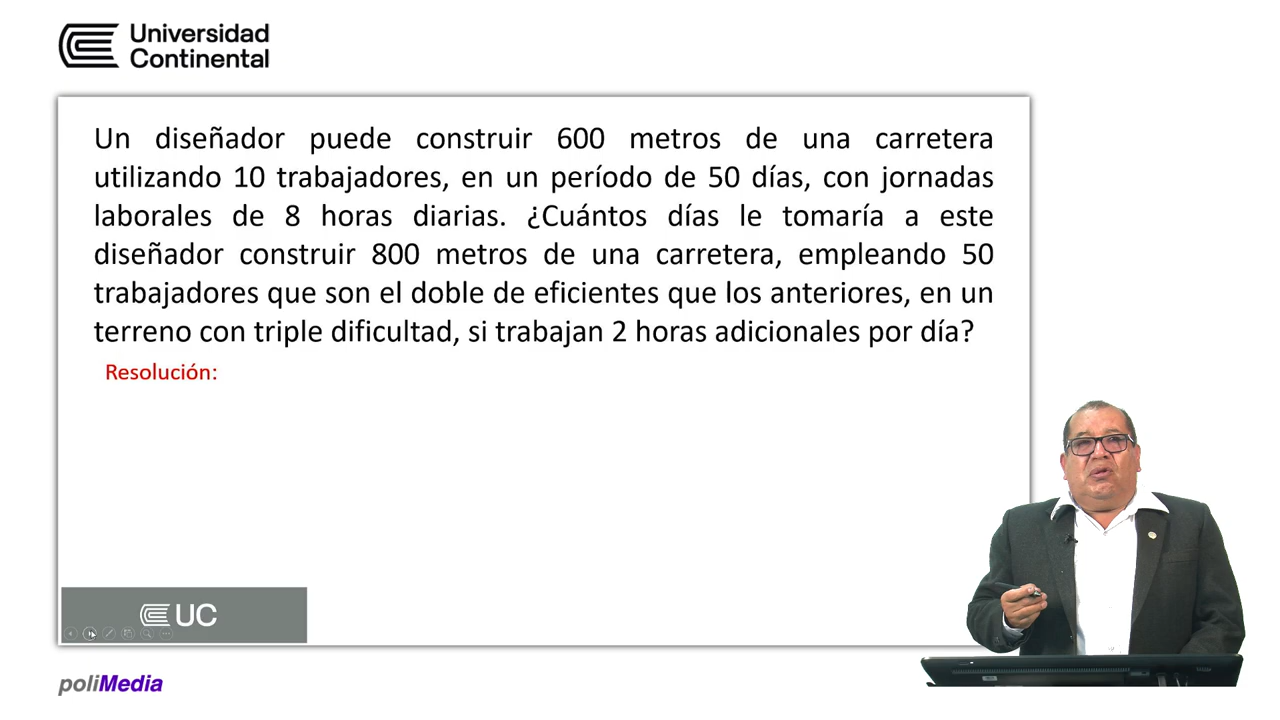 Universidad
Continental
Un diseñador puede construir 600 metros de una carretera
utilizando 10 trabajadores, en un período de 50 días, con jornadas
laborales de 8 horas diarias. ¿Cuántos días le tomaría a este
diseñador construir 800 metros de una carretera, empleando 50
trabajadores que son el doble de eficientes que los anteriores, en un
terreno con triple dificultad, si trabajan 2 horas adicionales por día?
Resolución:
UC
poliMedia